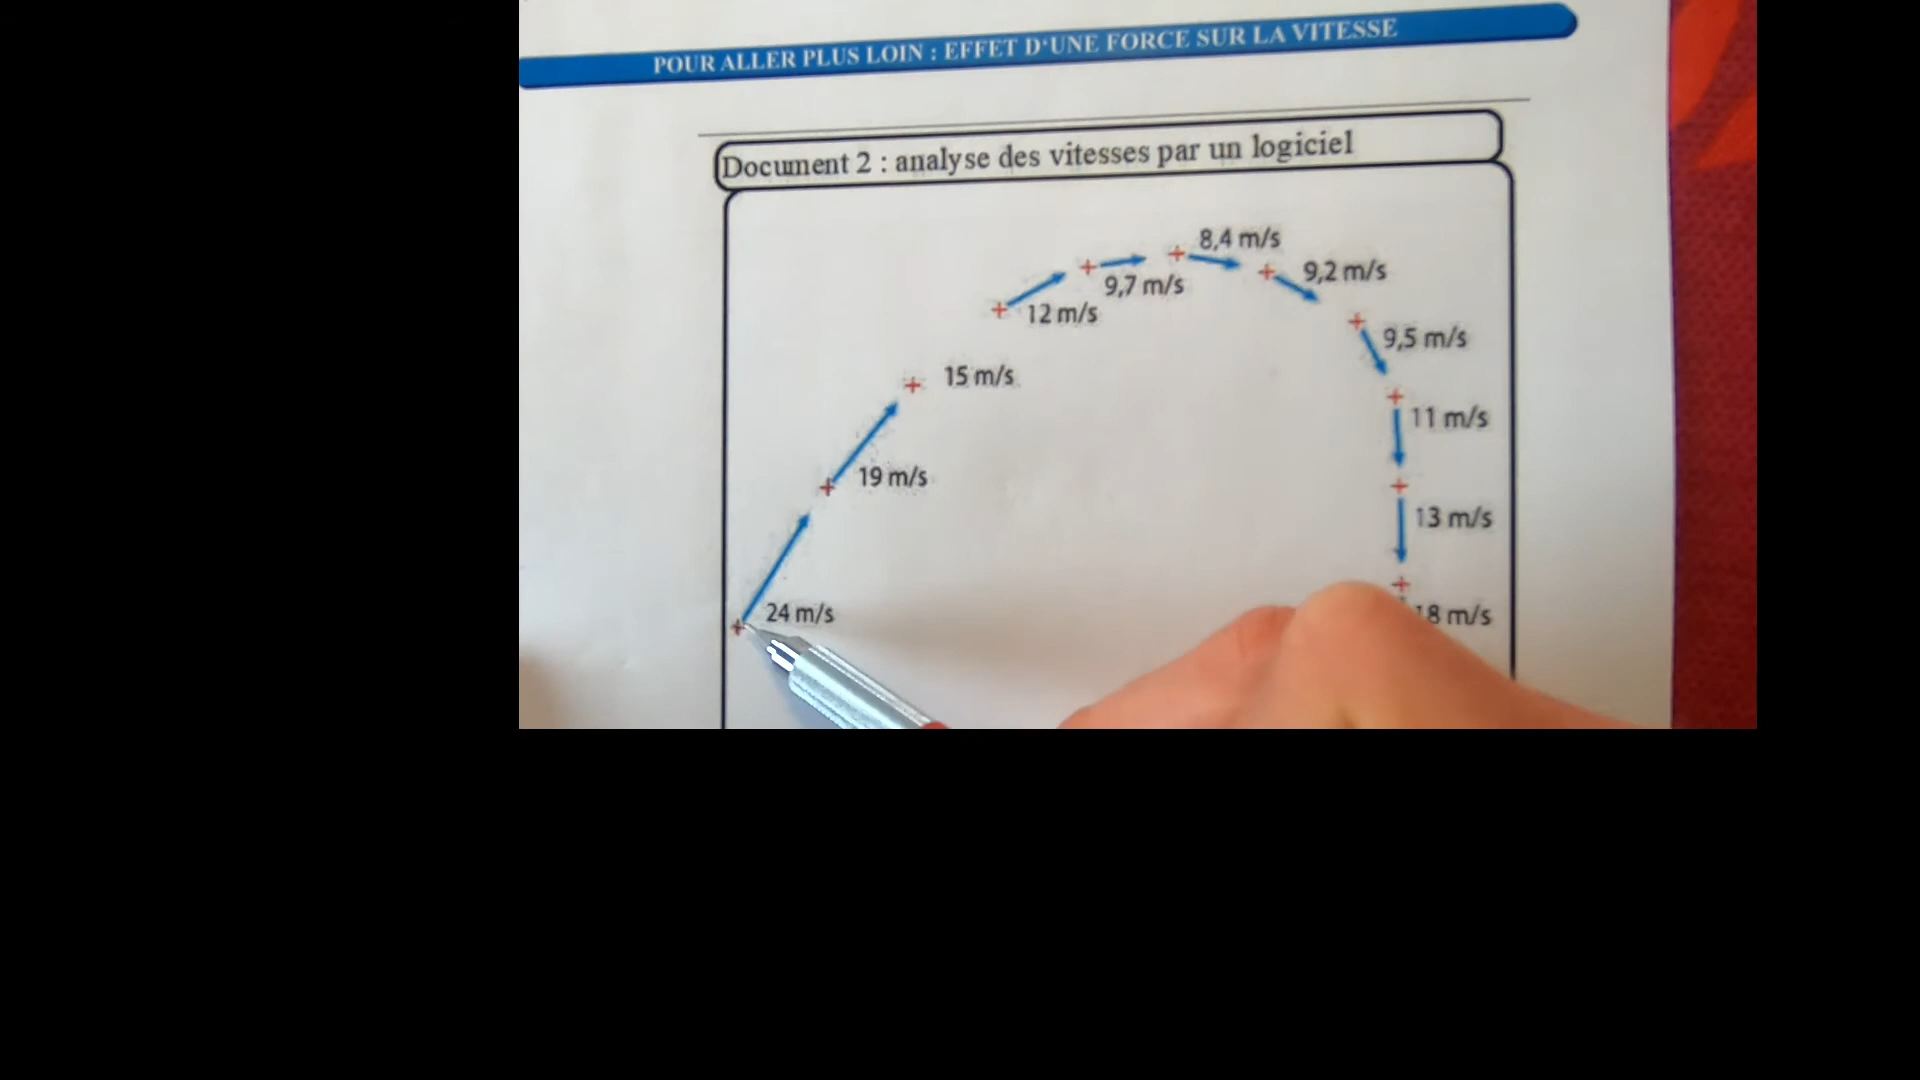 POUR ALLER PLUS LOIN : EFFET D'UNE FORCE SUR LA VITESSE
Document 2 : analyse des vitesses par un logiciel
8,4 m/s
9,2 m/s
9,7 m/s
12 m/s
9,5 m/s
15 m/s
11 m/s
19 m/s
13 m/s
24 m/s
18 m/s